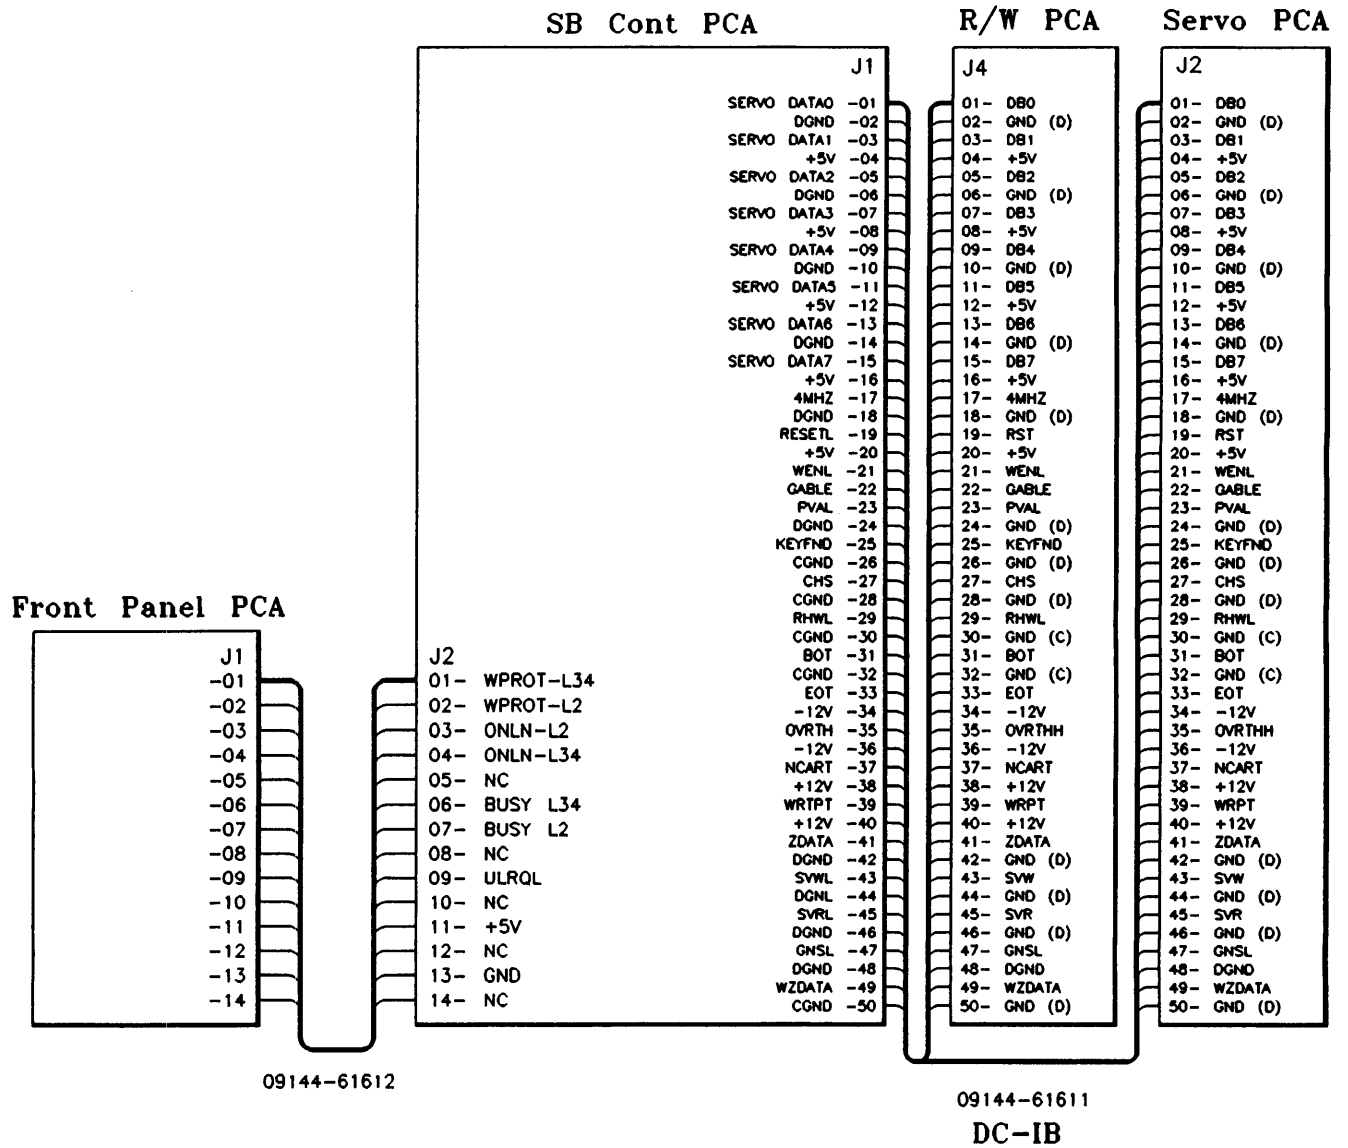 SB Cont PCA
R/W PCA
Servo PCA
J1
SERVO DATA0 -01
DGND -02
SERVO DATA1 -03
+5V -04
SERVO DATA2 -05
DGND -06
SERVO DATA3 -07
+5V -08
SERVO DATA4 -09
DGND -10
SERVO DATA5 -11
+5V -12
SERVO DATA6 -13
DGND -14
SERVO DATA7 -15
+5V -16
4MHZ -17
DGND -18
RESETL -19
+5V -20
WENL -21
GABLE -22
PVAL -23
DGND -24
KEYFND -25
CGND -26
CHS -27
CGND -28
RHWL -29
CGND -30
BOT -31
CGND -32
EOT -33
-12V -34
OVRTH -35
-12V -36
NCART -37
+12V -38
WRTPT -39
+12V -40
ZDATA -41
DGND -42
SVWL -43
DGNL -44
SVRL -45
DGND -46
GNSL -47
DGND -48
WZDATA -49
CGND -50
J4
01- DB0
02- GND (D)
03- DB1
04- +5V
05- DB2
06- GND (D)
07- DB3
08- +5V
09- DB4
10- GND (D)
11- DB5
12- +5V
13- DB6
14- GND (D)
15- DB7
16- +5V
17- 4MHZ
18- GND (D)
19- RST
20- +5V
21- WENL
22- GABLE
23- PVAL
24- GND (D)
25- KEYFND
26- GND (D)
27- CHS
28- GND (D)
29- RHWL
30- GND (C)
31- BOT
32- GND (C)
33- EOT
34- -12V
35- OVRTHH
36- -12V
37- NCART
38- +12V
39- WRPT
40- +12V
41- ZDATA
42- GND (D)
43- SVW
44- GND (D)
45- SVR
46- GND (D)
47- GNSL
48- DGND
49- WZDATA
50- GND (D)
J2
01- DB0
02- GND (D)
03- DB1
04- +5V
05- DB2
06- GND (D)
07- DB3
08- +5V
09- DB4
10- GND (D)
11- DB5
12- +5V
13- DB6
14- GND (D)
15- DB7
16- +5V
17- 4MHZ
18- GND (D)
19- RST
20- +5V
21- WENL
22- GABLE
23- PVAL
24- GND (D)
25- KEYFND
26- GND (D)
27- CHS
28- GND (D)
29- RHWL
30- GND (C)
31- BOT
32- GND (C)
33- EOT
34- -12V
35- OVRTHH
36- -12V
37- NCART
38- +12V
39- WRPT
40- +12V
41- ZDATA
42- GND (D)
43- SVW
44- GND (D)
45- SVR
46- GND (D)
47- GNSL
48- DGND
49- WZDATA
50- GND (D)
Front Panel PCA
J1
-01
-02
-03
-04
-05
-06
-07
-08
-09
-10
-11
-12
-13
-14
J2
01- WPROT-L34
02- WPROT-L2
03- ONLN-L2
04- ONLN-L34
05- NC
06- BUSY L34
07- BUSY L2
08- NC
09- ULRQL
10- NC
11- +5V
12- NC
13- GND
14- NC
09144-61612
09144-61611
DC-IB